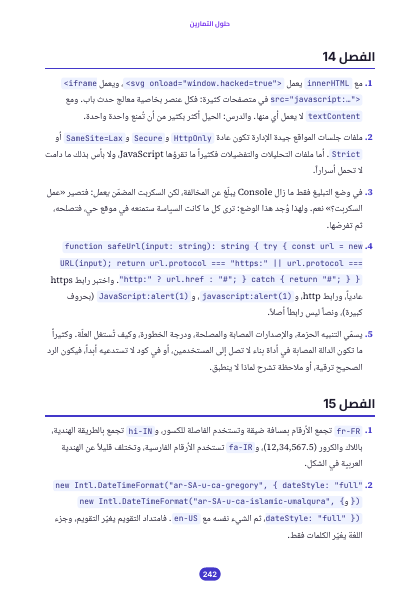 حلول التمارين
الفصل 14
1. مع innerHTML يعمل <svg onload="window.hacked=true">، ويعمل <iframe
src="javascript:…"> في متصفحات كثيرة: فكل عنصر بخاصية معالج حدث باب. ومع
textContent لا يعمل أي منها. والدرس: الحيل أكثر بكثير من أن تُمنع واحدة واحدة.
2. ملفات جلسات المواقع جيدة الإدارة تكون عادة HttpOnly و Secure و SameSite=Lax أو
Strict. أما ملفات التحليلات والتفضيلات فكثيراً ما تقرؤها JavaScript، ولا بأس بذلك ما دامت
لا تحمل أسراراً.
3. في وضع التبليغ فقط ما زال Console يبلّغ عن المخالفة، لكن السكربت المضمّن يعمل: فتصير «عمل
السكربت؟» نعم. ولهذا وُجد هذا الوضع: ترى كل ما كانت السياسة ستمنعه في موقع حي، فتصلحه،
ثم تفرضها.
4. function safeUrl(input: string): string { try { const url = new
URL(input); return url.protocol === "https:" || url.protocol ===
"http:" ? url.href : "#"; } catch { return "#"; } }. واختبر رابط https
عادياً، ورابط http، و javascript:alert(1)، و JavaScript:alert(1) (بحروف
كبيرة)، ونصاً ليس رابطاً أصلاً.
5. يسمّي التنبيه الحزمة، والإصدارات المصابة والمصلحة، ودرجة الخطورة، وكيف تُستغل العلّة. وكثيراً
ما تكون الدالة المصابة في أداة بناء لا تصل إلى المستخدمين، أو في كود لا تستدعيه أبداً، فيكون الرد
الصحيح ترقية، أو ملاحظة تشرح لماذا لا ينطبق.
الفصل 15
1. fr-FR تجمع الأرقام بمسافة ضيقة وتستخدم الفاصلة للكسور، و hi-IN تجمع بالطريقة الهندية،
باللاك والكرور (12,34,567.5)، و fa-IR تستخدم الأرقام الفارسية، وتختلف قليلاً عن الهندية
العربية في الشكل.
2. new Intl.DateTimeFormat("ar-SA-u-ca-gregory", { dateStyle: "full"
}) و new Intl.DateTimeFormat("ar-SA-u-ca-islamic-umalqura", {
dateStyle: "full" })، ثم الشيء نفسه مع en-US. فامتداد التقويم يغيّر التقويم، وجزء
اللغة يغيّر الكلمات فقط.
242